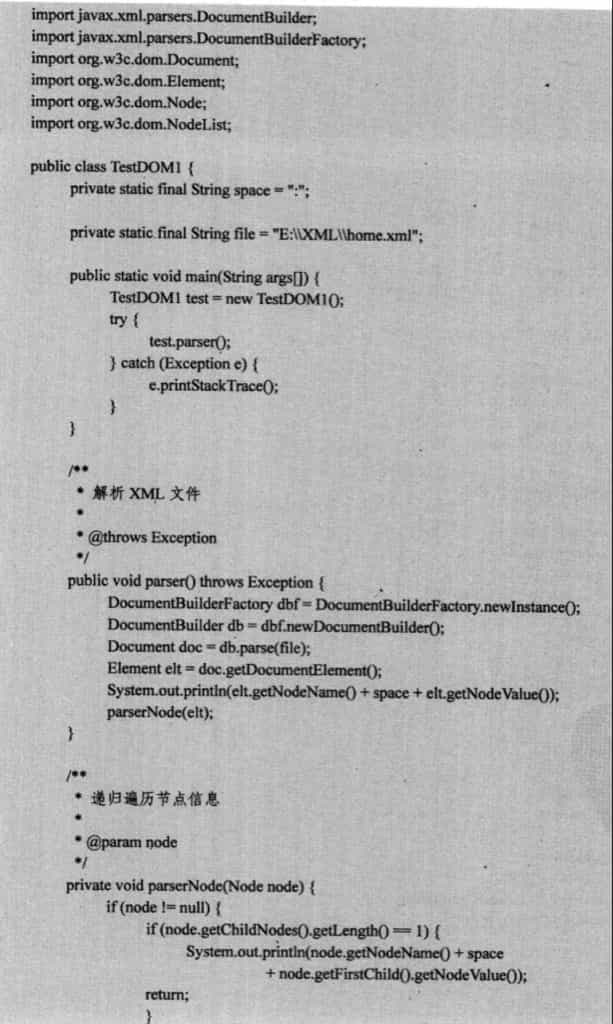 import javax.xml.parsers.DocumentBuilder;
import javax.xml.parsers.DocumentBuilderFactory;
import org.w3c.dom.Document;
import org.w3c.dom.Element;
import org.w3c.dom.Node;
import org.w3c.dom.NodeList;
public class TestDOM1 {
private static final String space = ":";
private static final String file = "E:\\XML\\home.xml";
public static void main(String args[]) {
TestDOM1 test = new TestDOM1();
try {
test.parser();
} catch (Exception e) {
e.printStackTrace();
}
}
/**
* 解析 XML 文件
*
* @throws Exception
*/
public void parser() throws Exception {
DocumentBuilderFactory dbf = DocumentBuilderFactory.newInstance();
DocumentBuilder db = dbf.newDocumentBuilder();
Document doc = db.parse(file);
Element elt = doc.getDocumentElement();
System.out.println(elt.getNodeName() + space + elt.getNodeValue());
parserNode(elt);
}
/**
* 递归遍历节点信息
*
* @param node
*/
private void parserNode(Node node) {
if (node != null) {
if (node.getChildNodes().getLength() == 1) {
System.out.println(node.getNodeName() + space
+ node.getFirstChild().getNodeValue());
return;
}